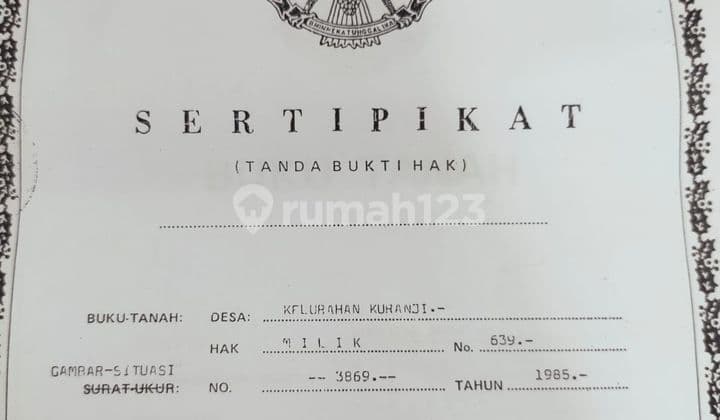 BHINNEKA TUNGGAL IKA
SERTIPIKAT
(TANDA BUKTI HAK)
rumah123
BUKU-TANAH: DESA: KELURAHAN KURANJI.-
HAK MILIK No. 639.-
GAMBAR-SITUASI
SURAT-UKUR: NO. -- 3869.-- TAHUN 1985.-